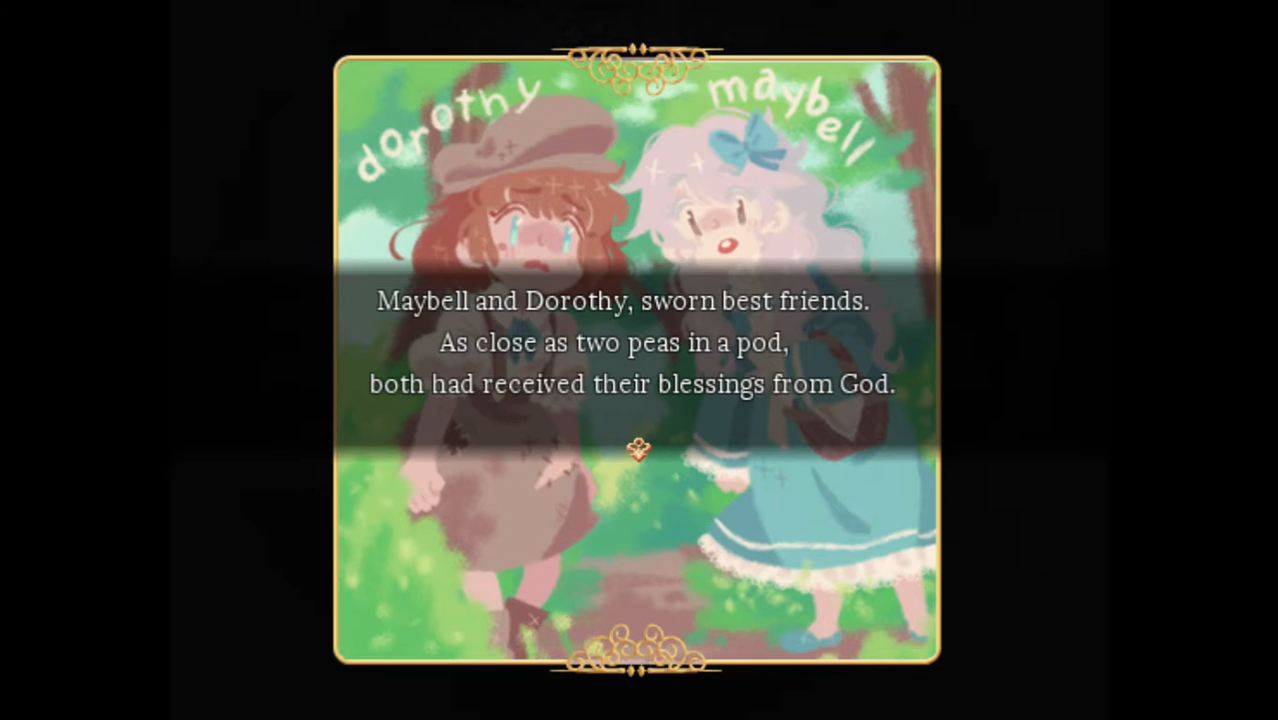 dorothy
maybell
Maybell and Dorothy, sworn best friends.
As close as two peas in a pod,
both had received their blessings from God.